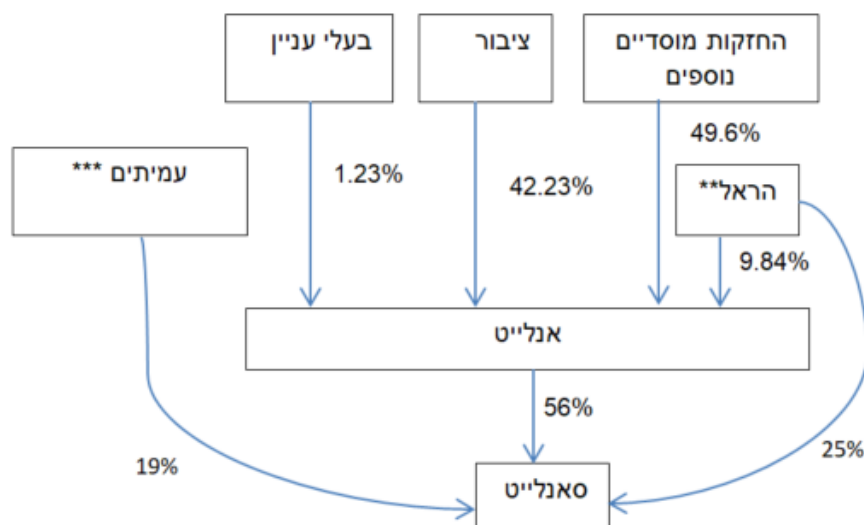 בעלי עניין
ציבור
החזקות מוסדיים
נוספים
49.6%
עמיתים ***
1.23%
42.23%
הראל**
9.84%
אנלייט
56%
19%
25%
סאנלייט